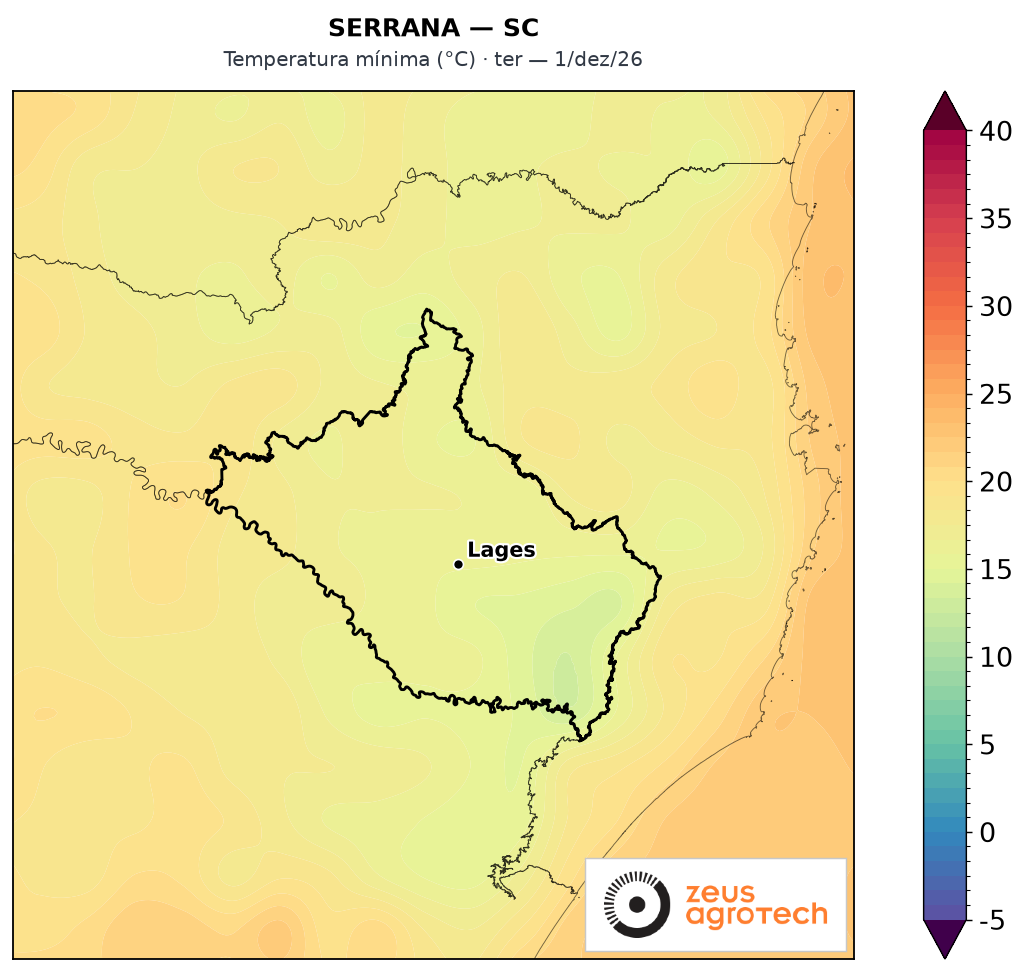 SERRANA — SC
Temperatura mínima (°C) · ter — 1/dez/26
40
35
30
25
20
15
10
5
0
-5
Lages
zeus
agrotech